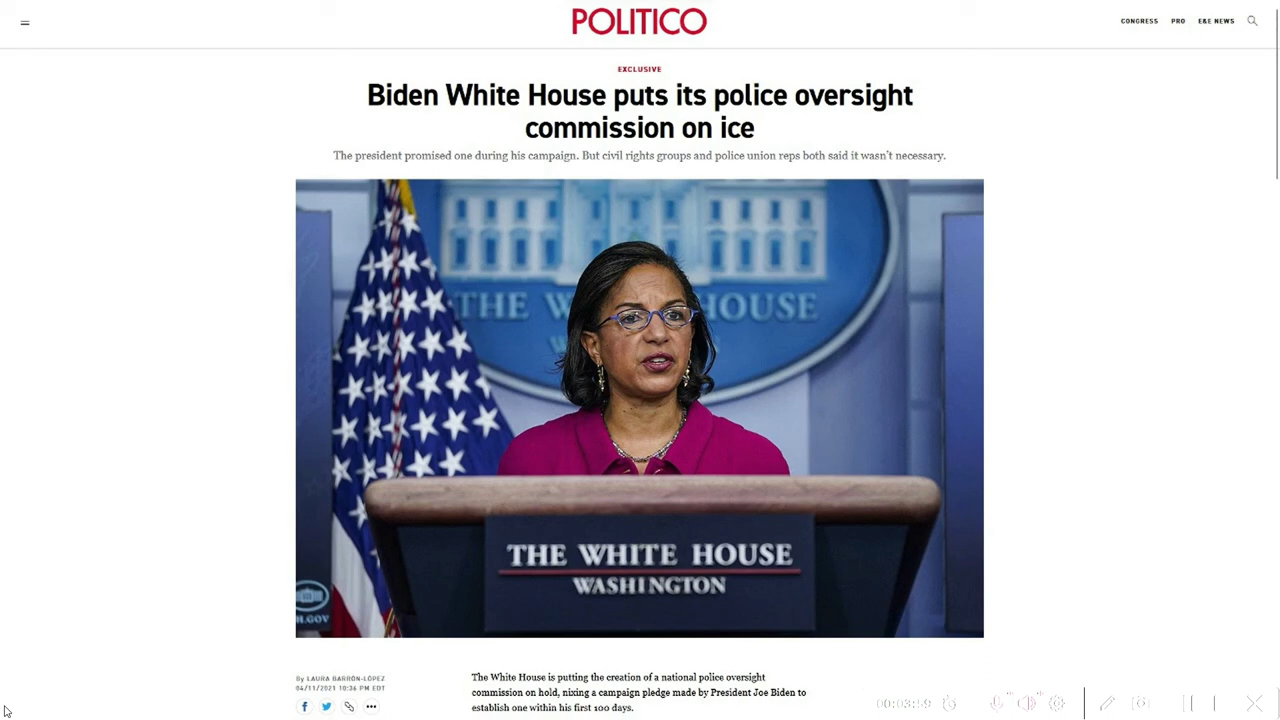 POLITICO
CONGRESS PRO E&E NEWS
EXCLUSIVE
Biden White House puts its police oversight
commission on ice
The president promised one during his campaign. But civil rights groups and police union reps both said it wasn't necessary.
THE WHITE HOUSE
THE WHITE HOUSE
WASHINGTON
.GOV
By LAURA BARRÓN-LÓPEZ
04/11/2021 10:36 PM EDT
The White House is putting the creation of a national police oversight
commission on hold, nixing a campaign pledge made by President Joe Biden to
establish one within his first 100 days.
00:03:59